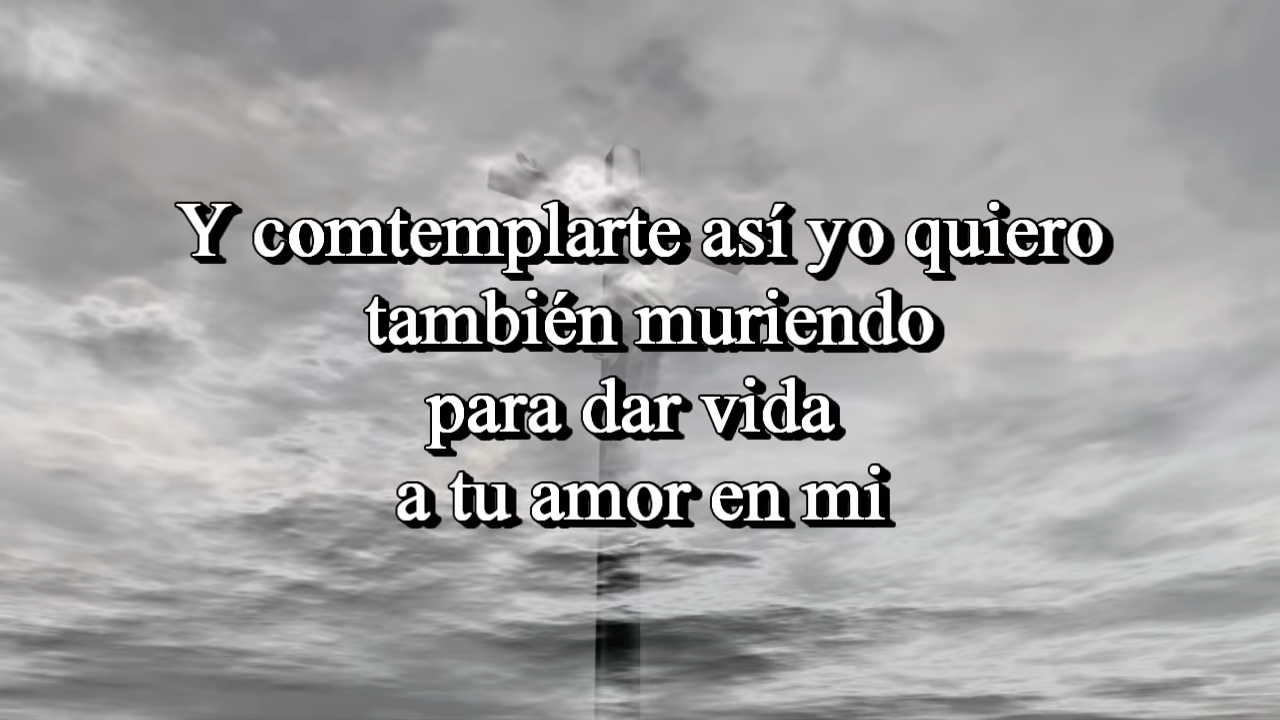 Y comtemplarte así yo quiero
también muriendo
para dar vida
a tu amor en mi